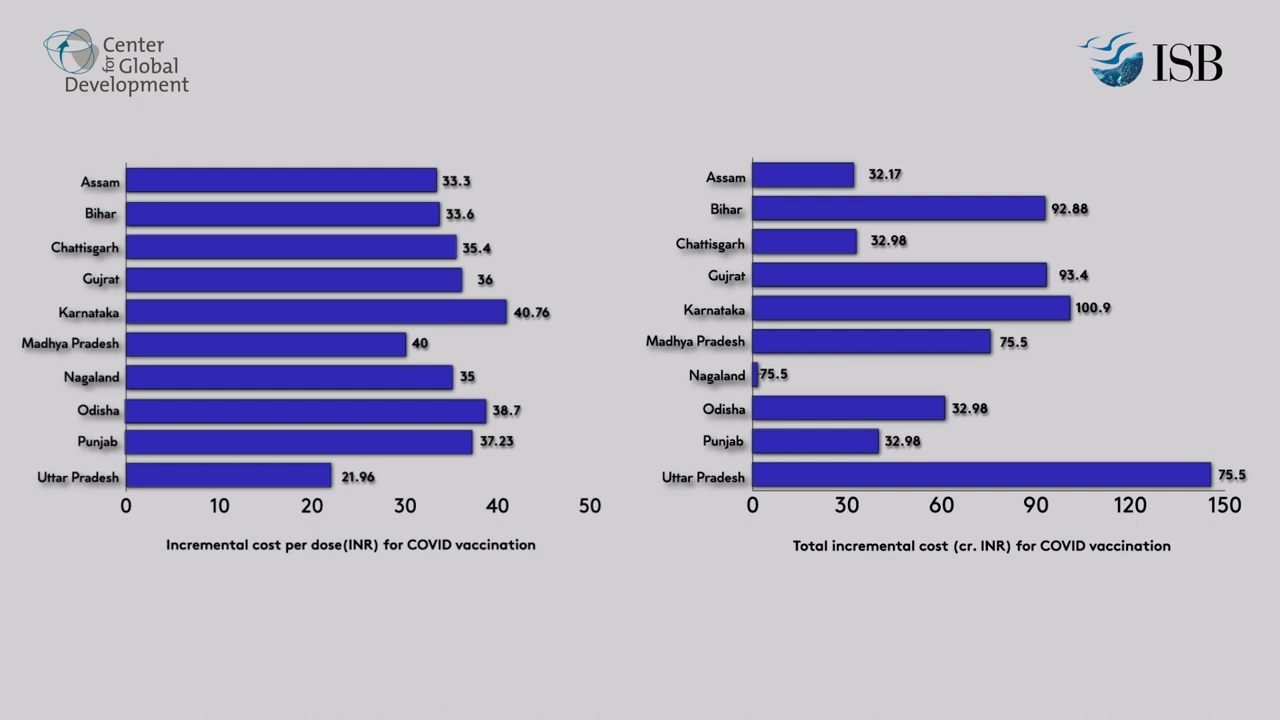 Center
for Global
Development
ISB
Assam 33.3
Bihar 33.6
Chattisgarh 35.4
Gujrat 36
Karnataka 40.76
Madhya Pradesh 40
Nagaland 35
Odisha 38.7
Punjab 37.23
Uttar Pradesh 21.96
0 10 20 30 40 50
Incremental cost per dose(INR) for COVID vaccination
Assam 32.17
Bihar 92.88
Chattisgarh 32.98
Gujrat 93.4
Karnataka 100.9
Madhya Pradesh 75.5
Nagaland 75.5
Odisha 32.98
Punjab 32.98
Uttar Pradesh 75.5
0 30 60 90 120 150
Total incremental cost (cr. INR) for COVID vaccination